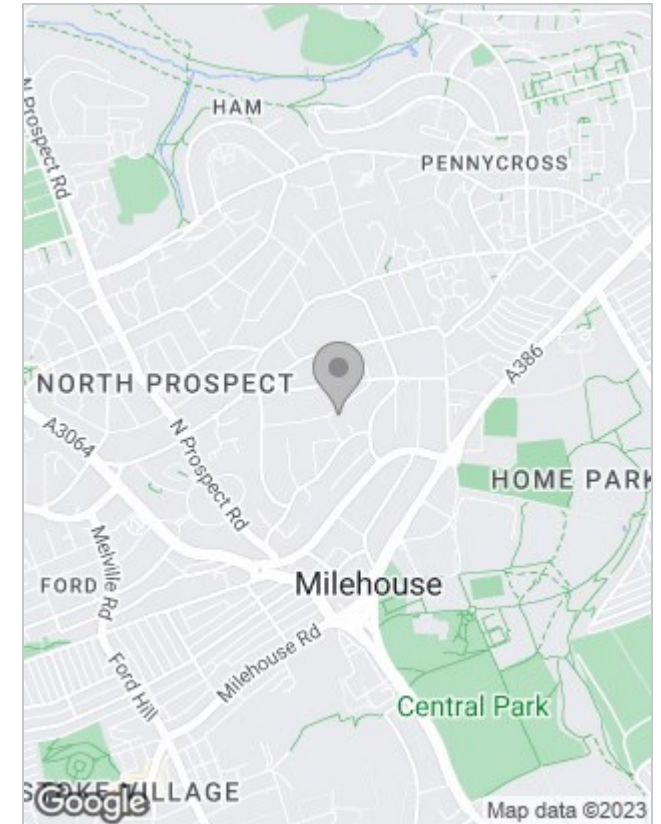 HAM
N Prospect Rd
PENNYCROSS
A386
NORTH PROSPECT
A3064
N Prospect Rd
HOME PARK
Melville Rd
FORD
Milehouse
Milehouse Rd
Ford Hill
Central Park
STOKE VILLAGE
Google
Map data ©2023